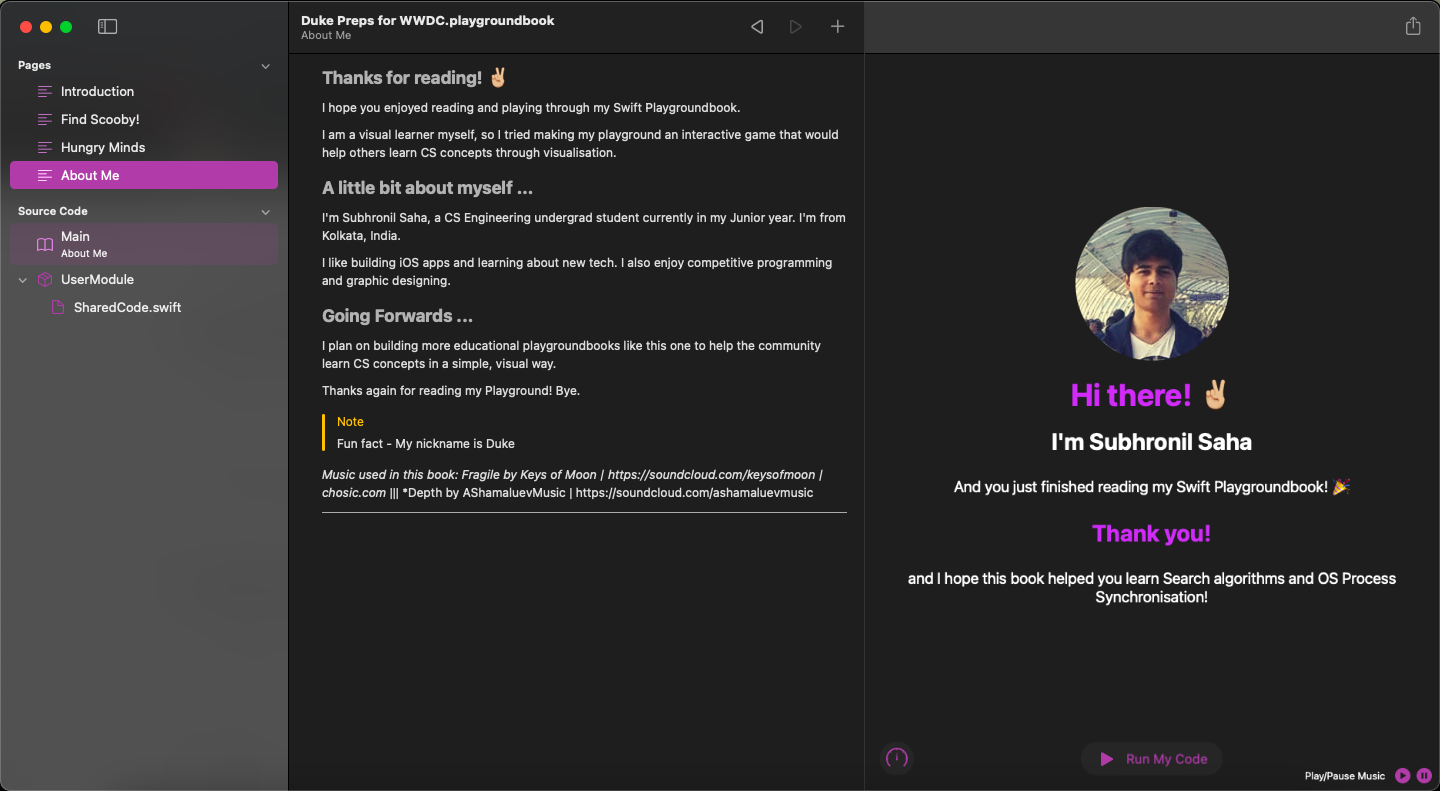 Pages
Introduction
Find Scooby!
Hungry Minds
About Me
Source Code
Main
About Me
UserModule
SharedCode.swift
Duke Preps for WWDC.playgroundbook
About Me
Thanks for reading! ✌🏼
I hope you enjoyed reading and playing through my Swift Playgroundbook.
I am a visual learner myself, so I tried making my playground an interactive game that would
help others learn CS concepts through visualisation.
A little bit about myself ...
I'm Subhronil Saha, a CS Engineering undergrad student currently in my Junior year. I'm from
Kolkata, India.
I like building iOS apps and learning about new tech. I also enjoy competitive programming
and graphic designing.
Going Forwards ...
I plan on building more educational playgroundbooks like this one to help the community
learn CS concepts in a simple, visual way.
Thanks again for reading my Playground! Bye.
Note
Fun fact - My nickname is Duke
Music used in this book: Fragile by Keys of Moon | https://soundcloud.com/keysofmoon |
chosic.com ||| *Depth by AShamaluevMusic | https://soundcloud.com/ashamaluevmusic
Hi there! ✌🏼
I'm Subhronil Saha
And you just finished reading my Swift Playgroundbook! 🎉
Thank you!
and I hope this book helped you learn Search algorithms and OS Process
Synchronisation!
Run My Code
Play/Pause Music